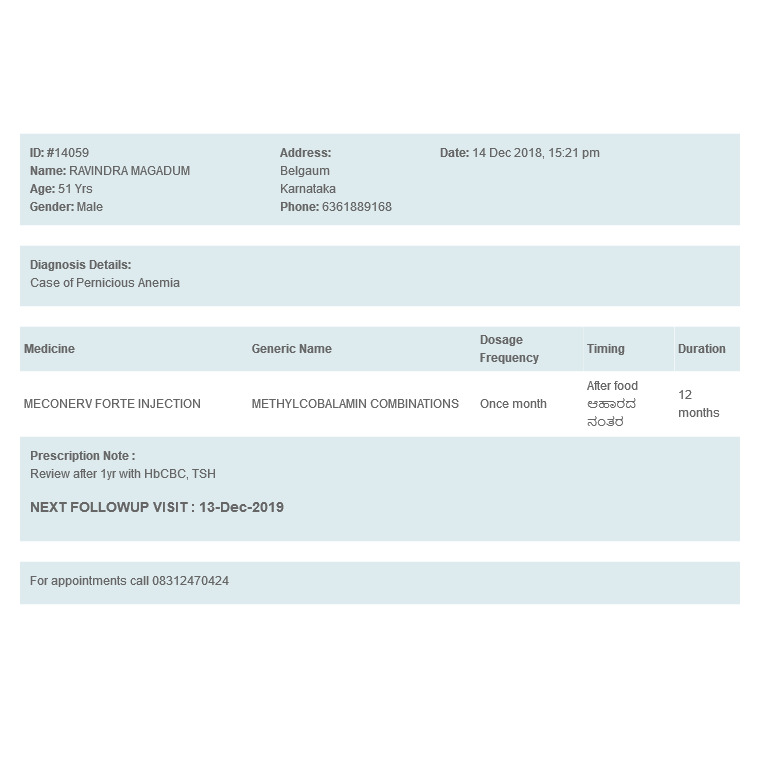 ID: #14059
Name: RAVINDRA MAGADUM
Age: 51 Yrs
Gender: Male
Address:
Belgaum
Karnataka
Phone: 6361889168
Date: 14 Dec 2018, 15:21 pm
Diagnosis Details:
Case of Pernicious Anemia
Medicine Generic Name Dosage Frequency Timing Duration
MECONERV FORTE INJECTION METHYLCOBALAMIN COMBINATIONS Once month After food ಆಹಾರದ ನಂತರ 12 months
Prescription Note :
Review after 1yr with HbCBC, TSH
NEXT FOLLOWUP VISIT : 13-Dec-2019
For appointments call 08312470424